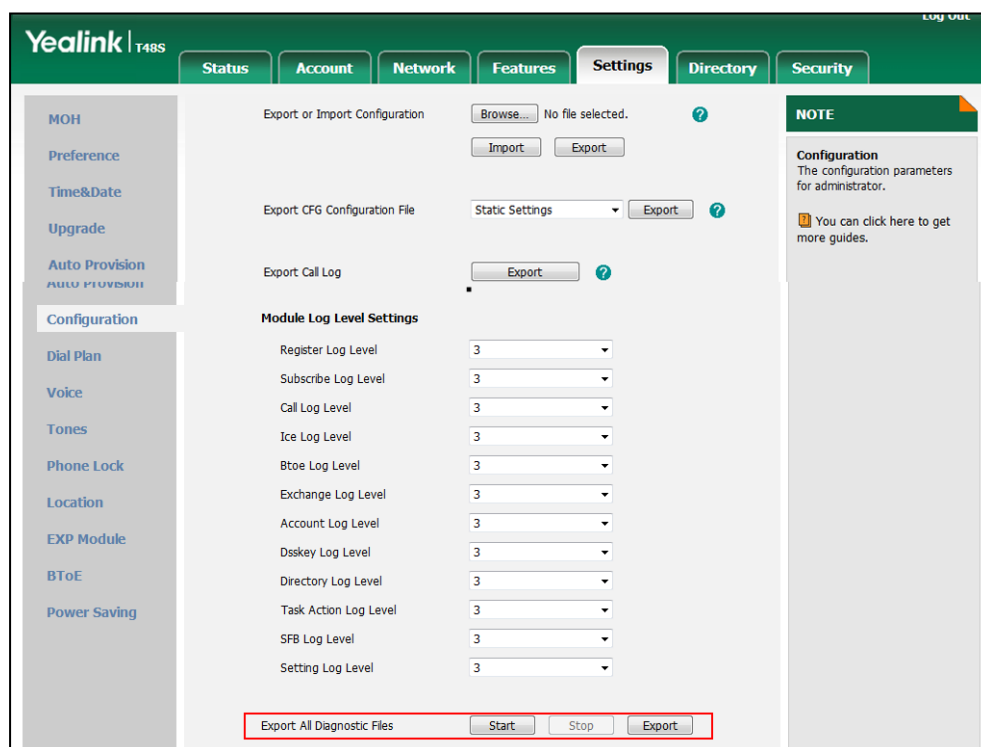 Log Out
Yealink | T48S
Status Account Network Features Settings Directory Security
MOH
Preference
Time&Date
Upgrade
Auto Provision
Auto Provision
Configuration
Dial Plan
Voice
Tones
Phone Lock
Location
EXP Module
BToE
Power Saving
Export or Import Configuration Browse... No file selected. ?
Import Export
Export CFG Configuration File Static Settings Export ?
Export Call Log Export ?
Module Log Level Settings
Register Log Level 3
Subscribe Log Level 3
Call Log Level 3
Ice Log Level 3
Btoe Log Level 3
Exchange Log Level 3
Account Log Level 3
Dsskey Log Level 3
Directory Log Level 3
Task Action Log Level 3
SFB Log Level 3
Setting Log Level 3
Export All Diagnostic Files Start Stop Export
NOTE
Configuration
The configuration parameters
for administrator.
? You can click here to get
more guides.